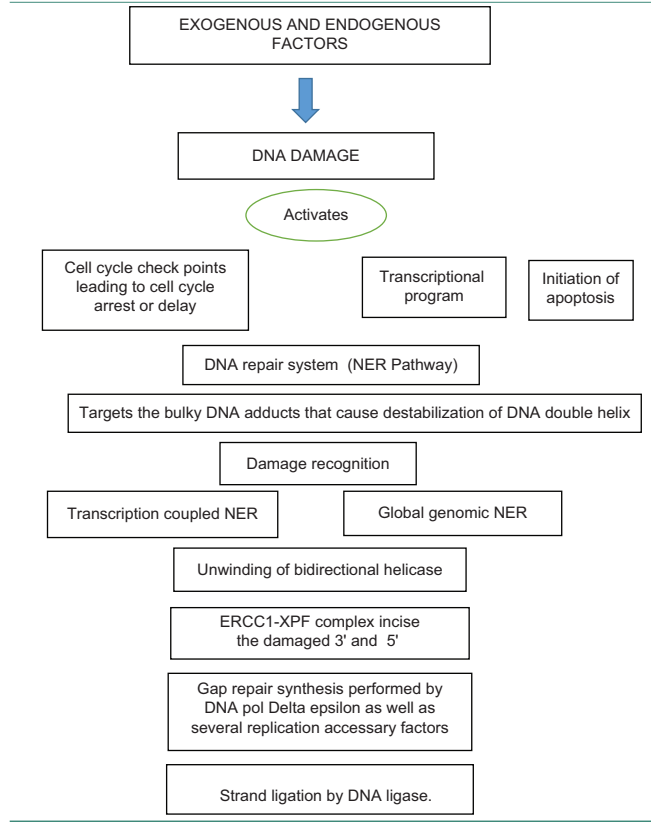 EXOGENOUS AND ENDOGENOUS
FACTORS
DNA DAMAGE
Activates
Cell cycle check points
leading to cell cycle
arrest or delay
Transcriptional
program
Initiation of
apoptosis
DNA repair system (NER Pathway)
Targets the bulky DNA adducts that cause destabilization of DNA double helix
Damage recognition
Transcription coupled NER
Global genomic NER
Unwinding of bidirectional helicase
ERCC1-XPF complex incise
the damaged 3' and 5'
Gap repair synthesis performed by
DNA pol Delta epsilon as well as
several replication accessary factors
Strand ligation by DNA ligase.